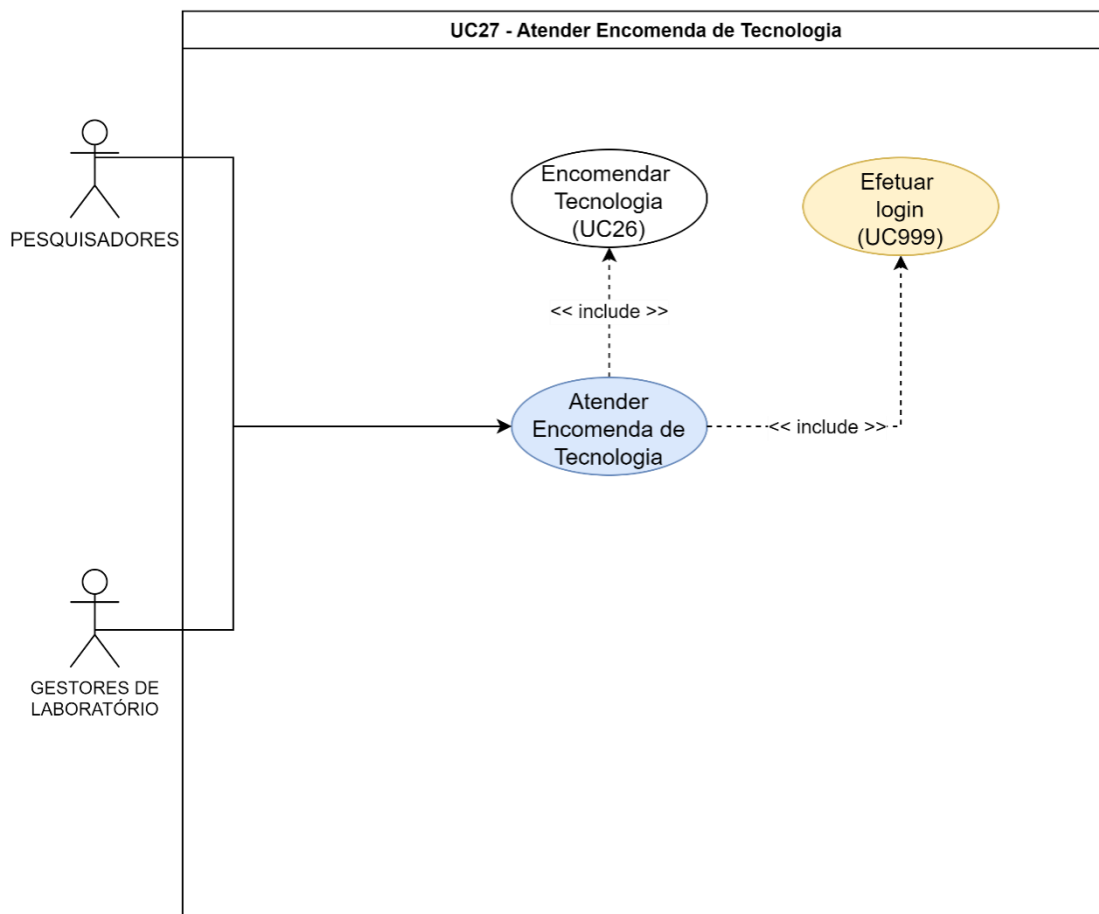 UC27 - Atender Encomenda de Tecnologia
PESQUISADORES
Encomendar
Tecnologia
(UC26)
Efetuar
login
(UC999)
<< include >>
Atender
Encomenda de
Tecnologia
<< include >>
GESTORES DE
LABORATÓRIO